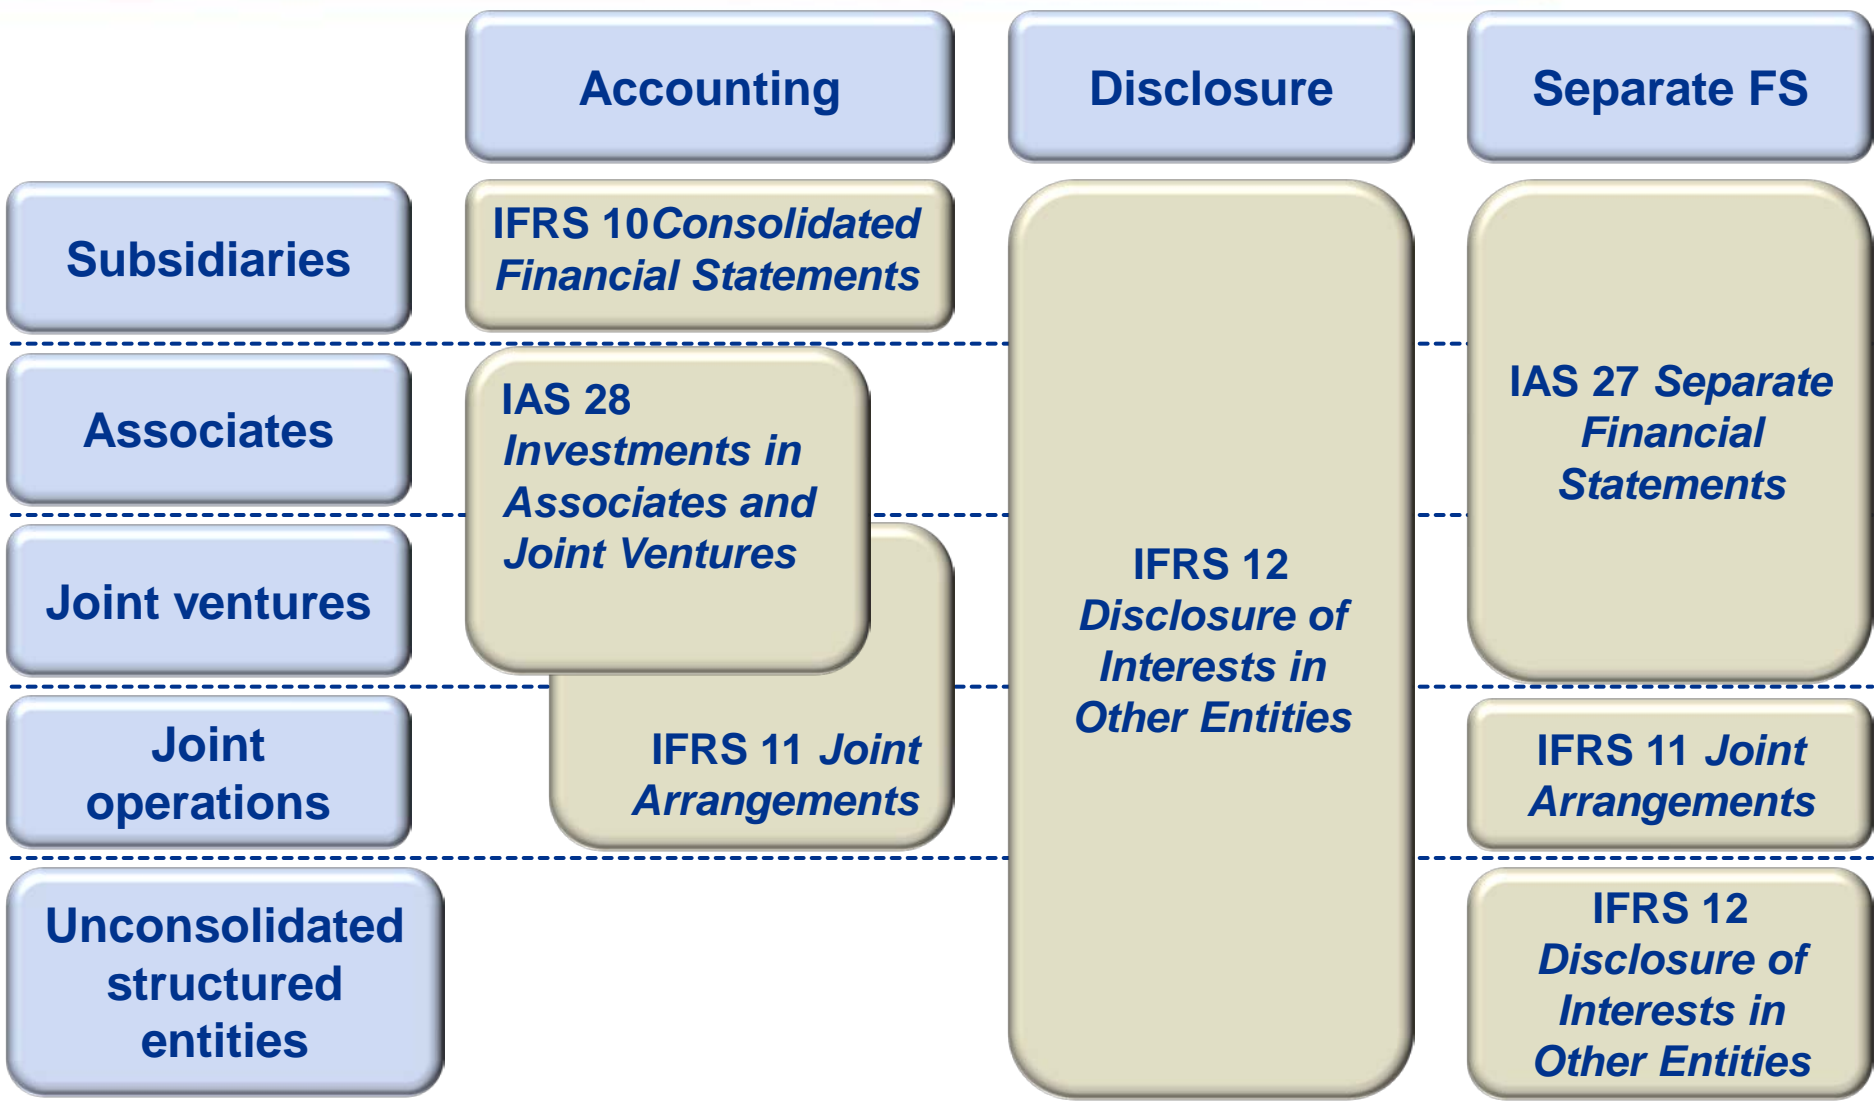 Accounting
Disclosure
Separate FS
Subsidiaries
IFRS 10Consolidated
Financial Statements
Associates
IAS 28
Investments in
Associates and
Joint Ventures
IFRS 12
Disclosure of
Interests in
Other Entities
IAS 27 Separate
Financial
Statements
Joint ventures
Joint
operations
IFRS 11 Joint
Arrangements
IFRS 11 Joint
Arrangements
Unconsolidated
structured
entities
IFRS 12
Disclosure of
Interests in
Other Entities